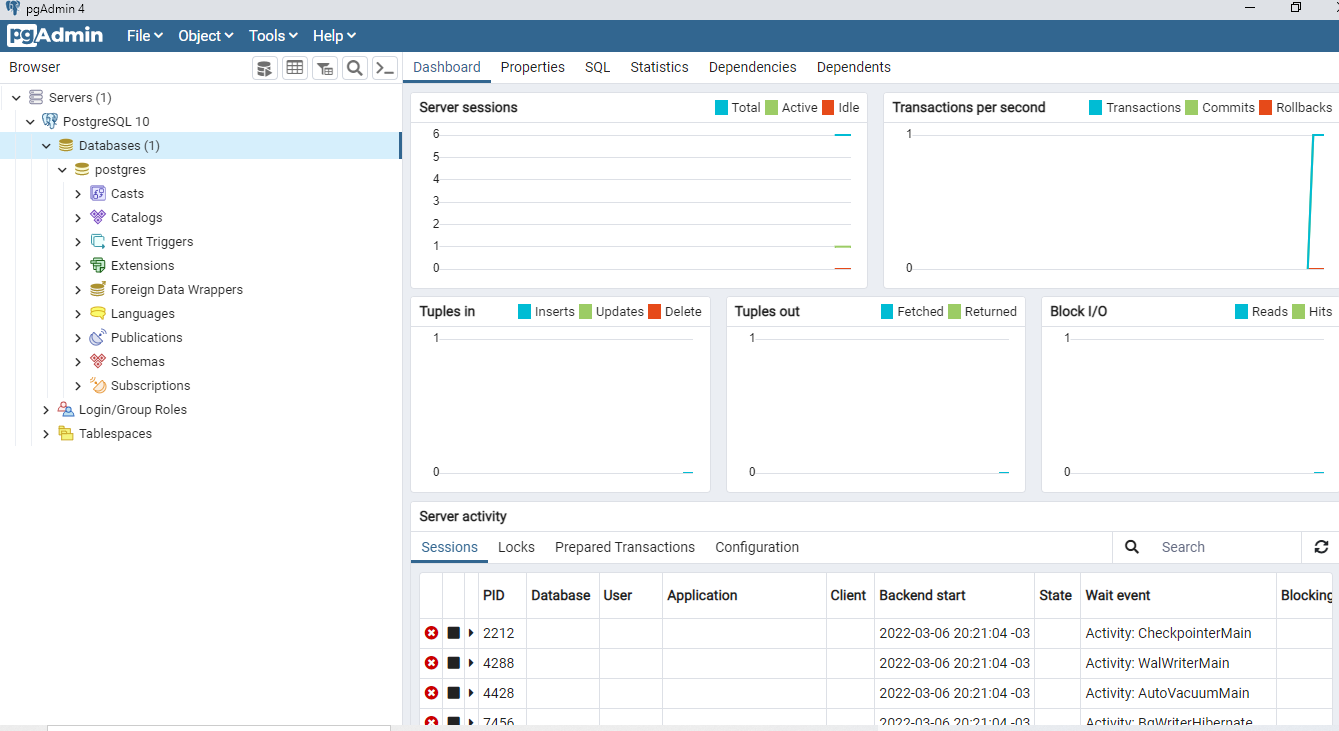 pgAdmin 4
pgAdmin File Object Tools Help
Browser
Dashboard Properties SQL Statistics Dependencies Dependents
Servers (1)
PostgreSQL 10
Databases (1)
postgres
Casts
Catalogs
Event Triggers
Extensions
Foreign Data Wrappers
Languages
Publications
Schemas
Subscriptions
Login/Group Roles
Tablespaces
Server sessions Total Active Idle
6
5
4
3
2
1
0
Transactions per second Transactions Commits Rollbacks
1
0
Tuples in Inserts Updates Delete
1
0
Tuples out Fetched Returned
1
0
Block I/O Reads Hits
1
0
Server activity
Sessions Locks Prepared Transactions Configuration Search
PID Database User Application Client Backend start State Wait event Blocking
2212 2022-03-06 20:21:04 -03 Activity: CheckpointerMain
4288 2022-03-06 20:21:04 -03 Activity: WalWriterMain
4428 2022-03-06 20:21:04 -03 Activity: AutoVacuumMain
7456 2022-03-06 20:21:04 -03 Activity: BgWriterHibernate